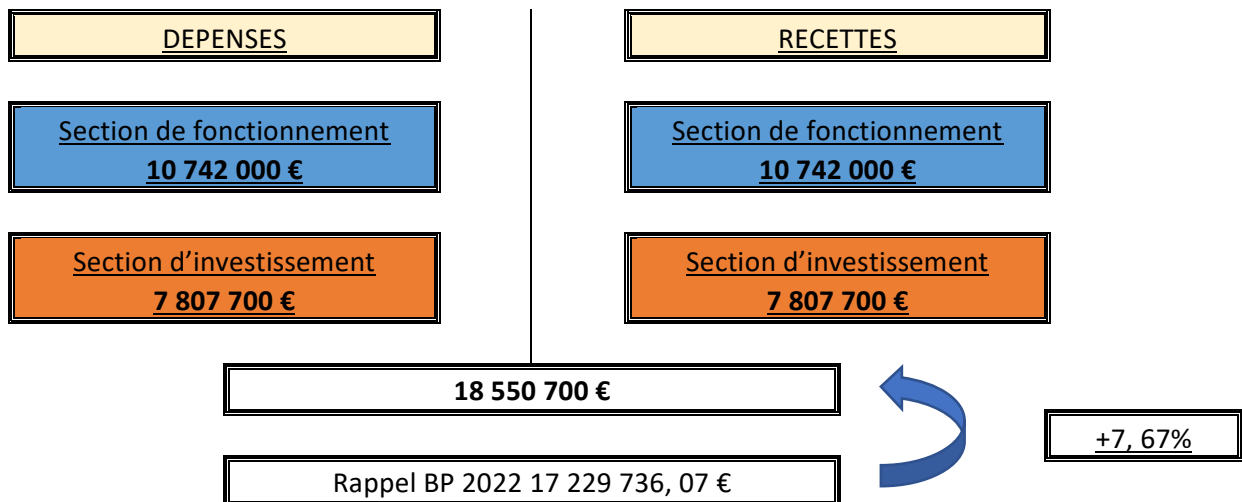 DEPENSES
RECETTES
Section de fonctionnement
10 742 000 €
Section de fonctionnement
10 742 000 €
Section d’investissement
7 807 700 €
Section d’investissement
7 807 700 €
18 550 700 €
+7, 67%
Rappel BP 2022 17 229 736, 07 €